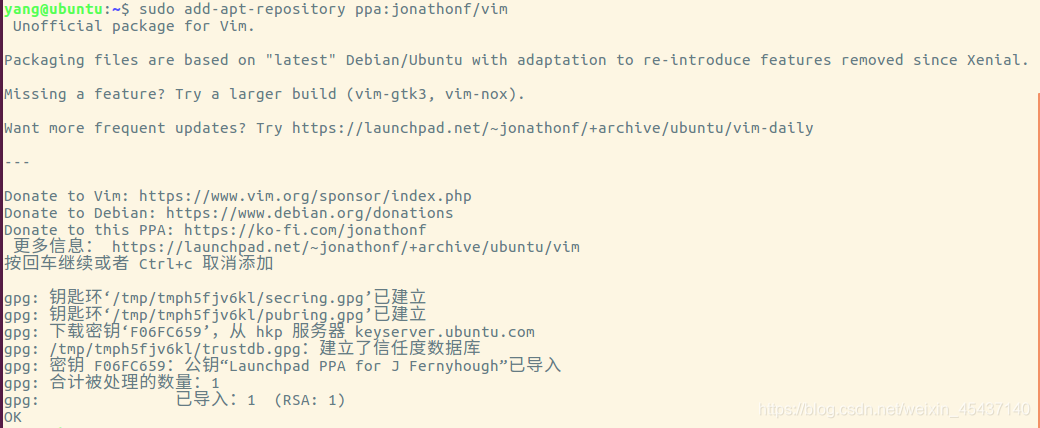 yang@ubuntu:~$ sudo add-apt-repository ppa:jonathonf/vim
Unofficial package for Vim.
Packaging files are based on "latest" Debian/Ubuntu with adaptation to re-introduce features removed since Xenial.
Missing a feature? Try a larger build (vim-gtk3, vim-nox).
Want more frequent updates? Try https://launchpad.net/~jonathonf/+archive/ubuntu/vim-daily
---
Donate to Vim: https://www.vim.org/sponsor/index.php
Donate to Debian: https://www.debian.org/donations
Donate to this PPA: https://ko-fi.com/jonathonf
更多信息： https://launchpad.net/~jonathonf/+archive/ubuntu/vim
按回车继续或者 Ctrl+c 取消添加
gpg: 钥匙环‘/tmp/tmph5fjv6kl/secring.gpg’已建立
gpg: 钥匙环‘/tmp/tmph5fjv6kl/pubring.gpg’已建立
gpg: 下载密钥‘F06FC659’，从 hkp 服务器 keyserver.ubuntu.com
gpg: /tmp/tmph5fjv6kl/trustdb.gpg：建立了信任度数据库
gpg: 密钥 F06FC659：公钥“Launchpad PPA for J Fernyhough”已导入
gpg: 合计被处理的数量：1
gpg: 已导入：1 (RSA: 1)
OK
https://blog.csdn.net/weixin_45437140